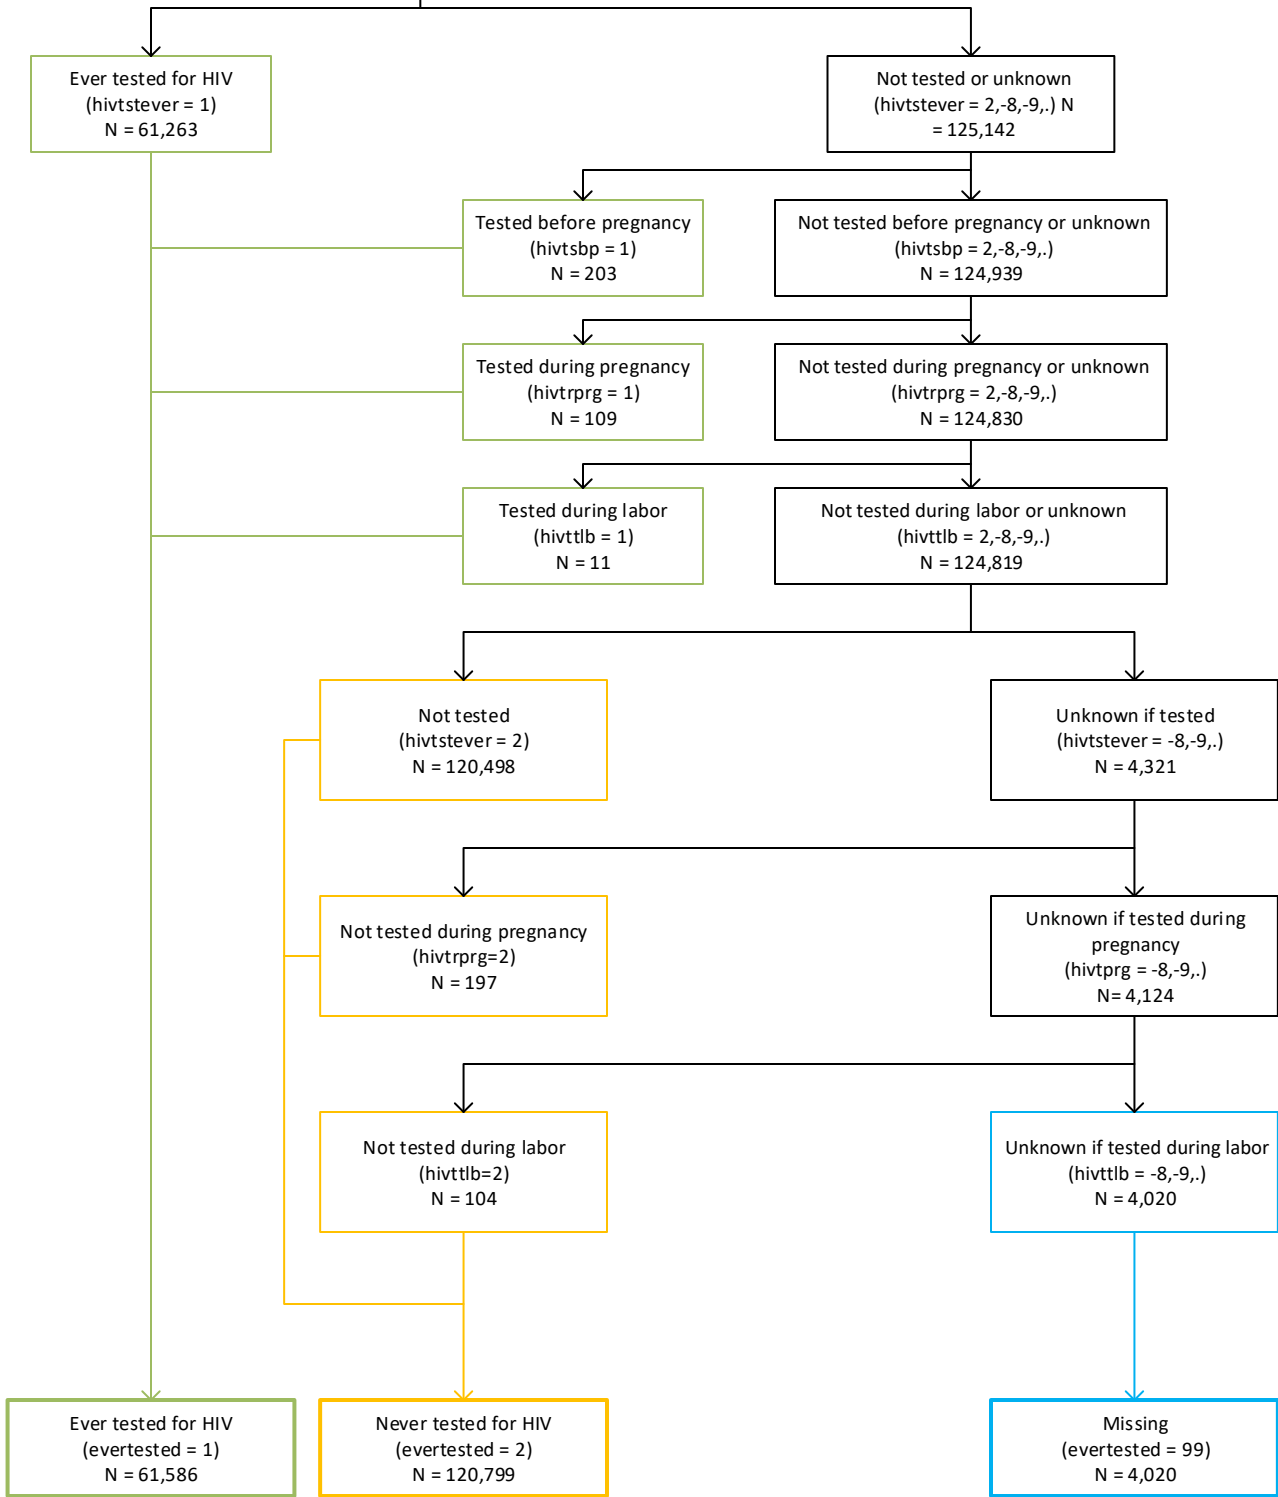 Ever tested for HIV
(hivtstever = 1)
N = 61,263
Not tested or unknown
(hivtstever = 2,-8,-9,.) N
= 125,142
Tested before pregnancy
(hivtsbp = 1)
N = 203
Not tested before pregnancy or unknown
(hivtsbp = 2,-8,-9,.)
N = 124,939
Tested during pregnancy
(hivtrprg = 1)
N = 109
Not tested during pregnancy or unknown
(hivtrprg = 2,-8,-9,.)
N = 124,830
Tested during labor
(hivttlb = 1)
N = 11
Not tested during labor or unknown
(hivttlb = 2,-8,-9,.)
N = 124,819
Not tested
(hivtstever = 2)
N = 120,498
Unknown if tested
(hivtstever = -8,-9,.)
N = 4,321
Not tested during pregnancy
(hivtrprg=2)
N = 197
Unknown if tested during
pregnancy
(hivtprg = -8,-9,.)
N= 4,124
Not tested during labor
(hivttlb=2)
N = 104
Unknown if tested during labor
(hivttlb = -8,-9,.)
N = 4,020
Ever tested for HIV
(evertested = 1)
N = 61,586
Never tested for HIV
(evertested = 2)
N = 120,799
Missing
(evertested = 99)
N = 4,020